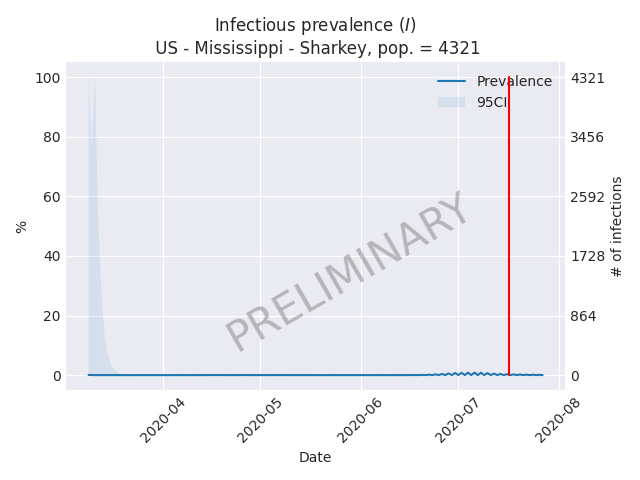 Infectious prevalence (I)
US - Mississippi - Sharkey, pop. = 4321
100
80
60
40
20
0
%
4321
3456
2592
1728
864
0
# of infections
Prevalence
95CI
PRELIMINARY
2020-04
2020-05
2020-06
2020-07
2020-08
Date